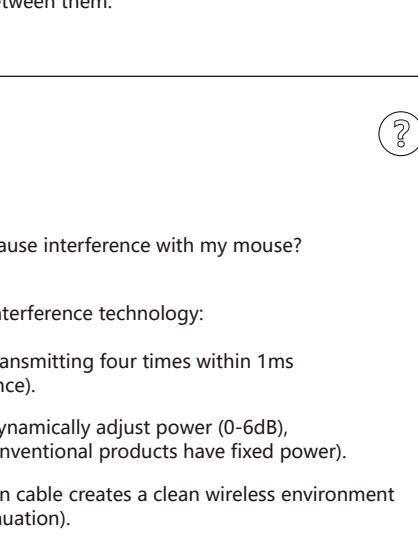 etween them.
?
ause interference with my mouse?
nterference technology:
ansmitting four times within 1ms
nce).
ynamically adjust power (0-6dB),
nventional products have fixed power).
n cable creates a clean wireless environment
uation).